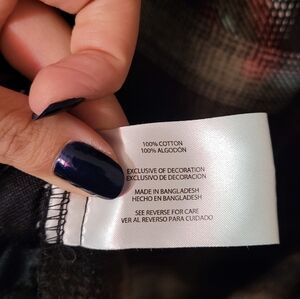 100% COTTON
100% ALGODÓN
EXCLUSIVE OF DECORATION
EXCLUSIVO DE DECORACION
MADE IN BANGLADESH
HECHO EN BANGLADESH
SEE REVERSE FOR CARE
VER AL REVERSO PARA CUIDADO